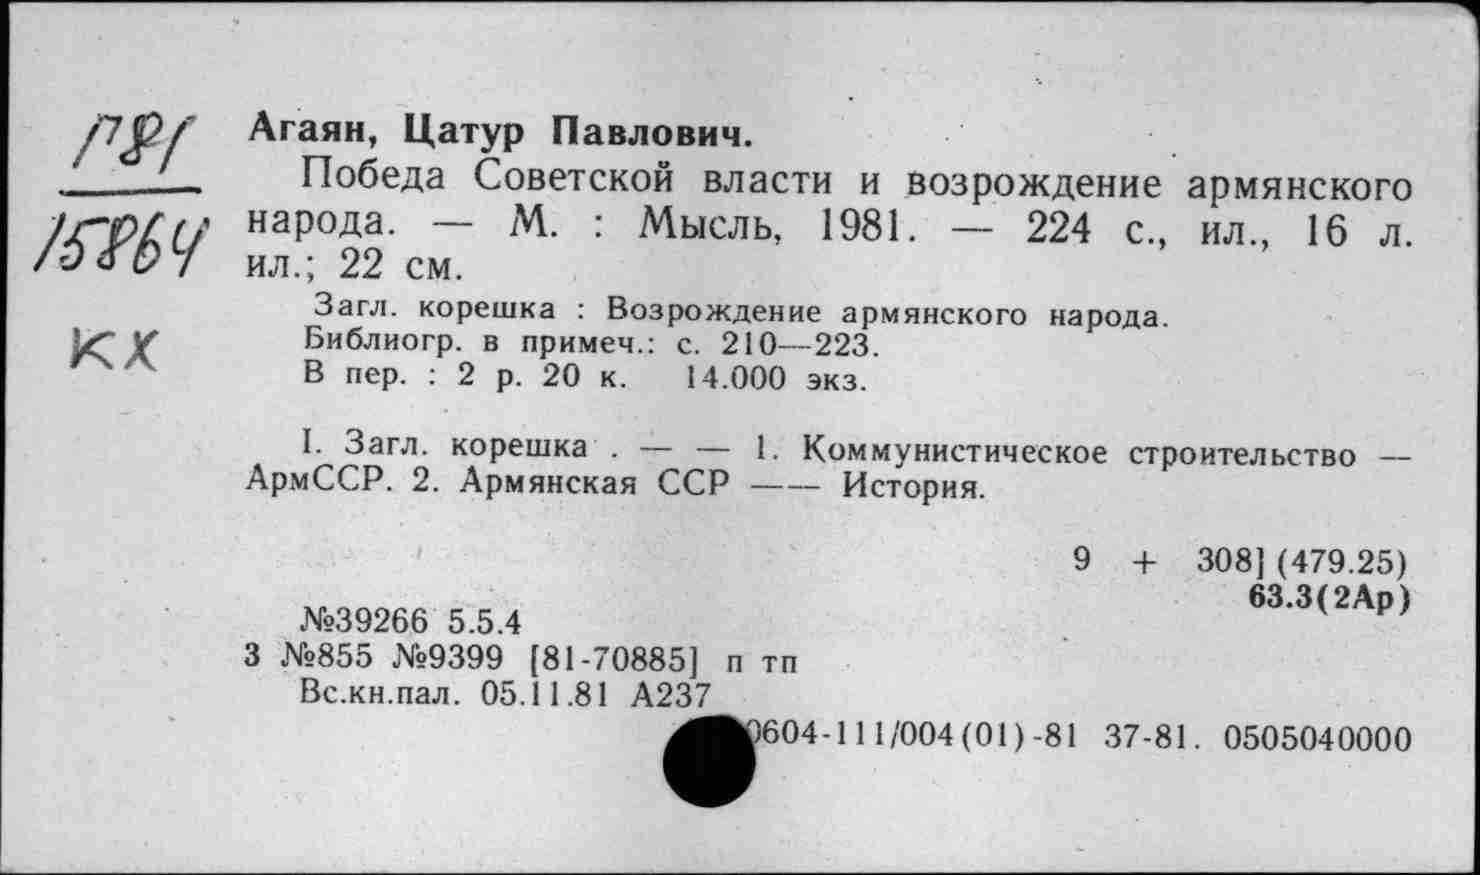 П81
15864
КХ
Агаян, Цатур Павлович.
Победа Советской власти и возрождение армянского
народа. — М. : Мысль, 1981. — 224 с., ил., 16 л.
ил.; 22 см.
Загл. корешка : Возрождение армянского народа.
Библиогр. в примеч.: с. 210—223.
В пер. : 2 р. 20 к. 14.000 экз.
I. Загл. корешка . — — 1. Коммунистическое строительство —
АрмССР. 2. Армянская ССР —— История.
9 + 308] (479.25)
63.3(2Ар)
№39266 5.5.4
3 №855 №9399 [81-70885] п тп
Вс.кн.пал. 05.11.81 А237
0604-111/004(01)-81 37-81. 0505040000